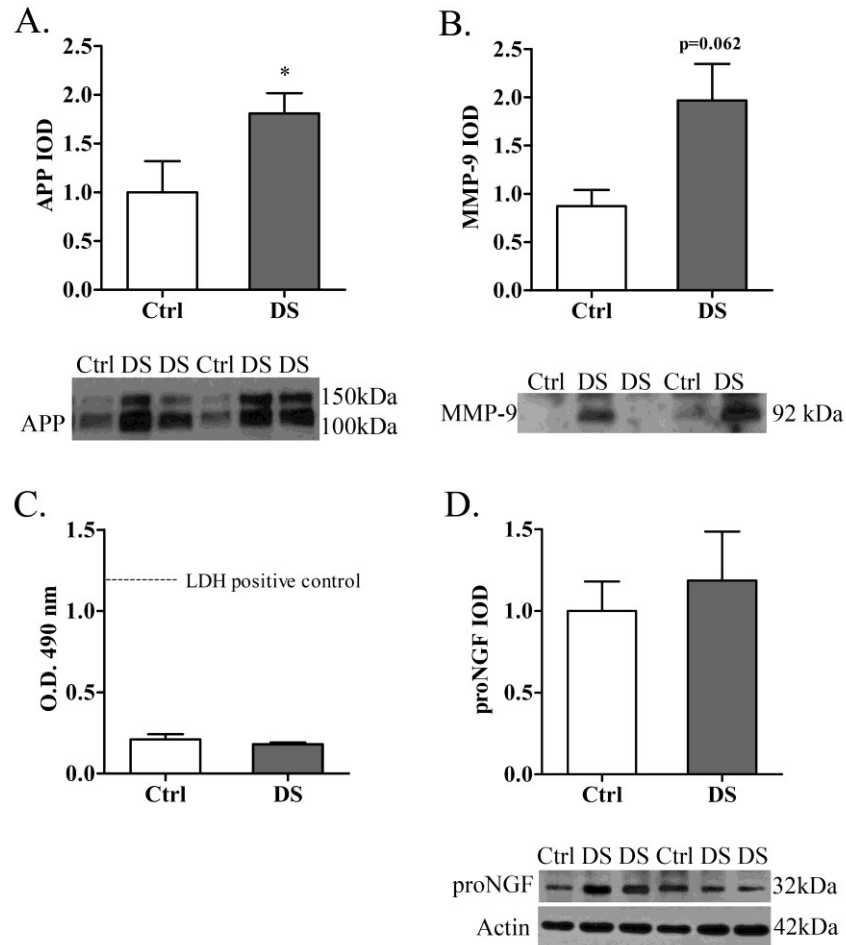 A.
APP IOD
2.5
2.0
1.5
1.0
0.5
0.0
*
Ctrl DS
Ctrl DS DS Ctrl DS DS
150kDa
APP 100kDa
B.
MMP-9 IOD
2.5
2.0
1.5
1.0
0.5
0.0
p=0.062
Ctrl DS
Ctrl DS DS Ctrl DS
MMP-9 92 kDa
C.
O.D. 490 nm
1.5
1.0
0.5
0.0
LDH positive control
Ctrl DS
D.
proNGF IOD
1.5
1.0
0.5
0.0
Ctrl DS
Ctrl DS DS Ctrl DS DS
proNGF 32kDa
Actin 42kDa